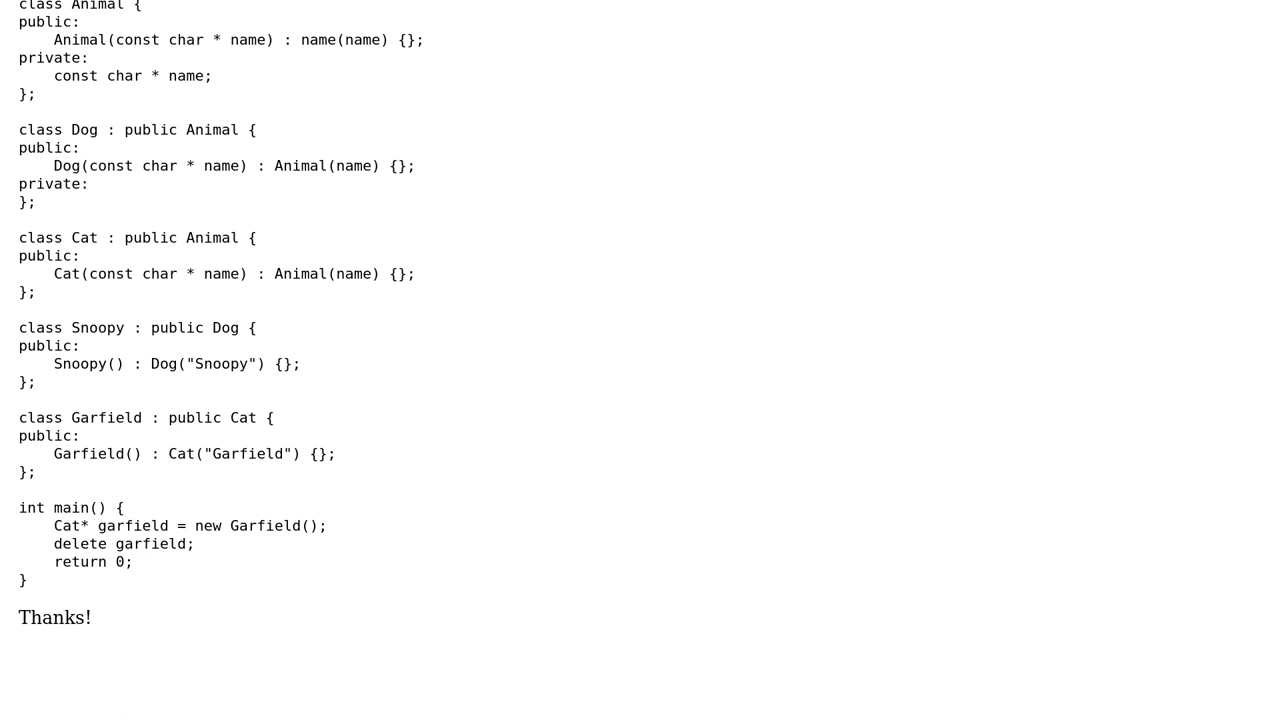 class Animal {
public:
    Animal(const char * name) : name(name) {};
private:
    const char * name;
};

class Dog : public Animal {
public:
    Dog(const char * name) : Animal(name) {};
private:
};

class Cat : public Animal {
public:
    Cat(const char * name) : Animal(name) {};
};

class Snoopy : public Dog {
public:
    Snoopy() : Dog("Snoopy") {};
};

class Garfield : public Cat {
public:
    Garfield() : Cat("Garfield") {};
};

int main() {
    Cat* garfield = new Garfield();
    delete garfield;
    return 0;
}
Thanks!